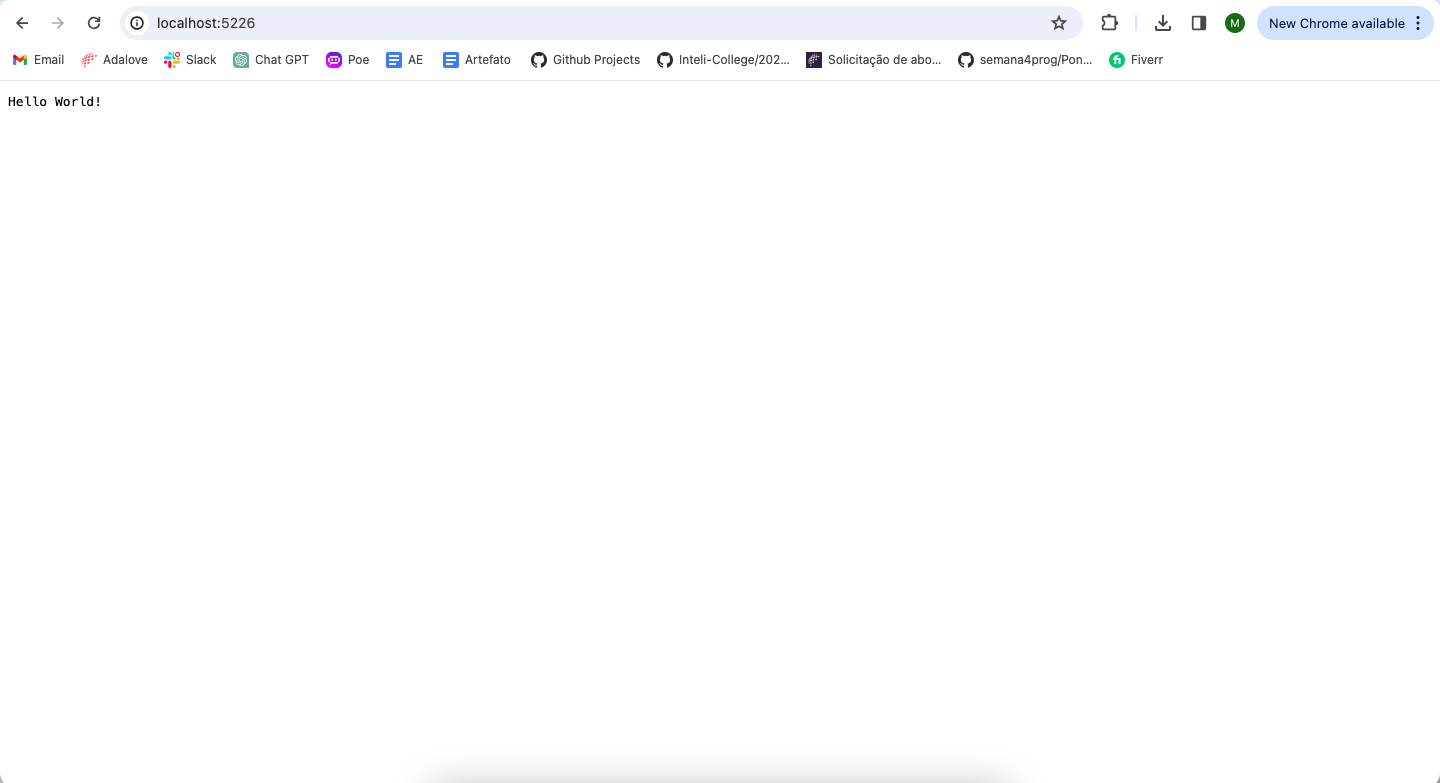 localhost:5226
M
New Chrome available
Email
Adalove
Slack
Chat GPT
Poe
AE
Artefato
Github Projects
Inteli-College/202...
Solicitação de abo...
semana4prog/Pon...
fi
Fiverr
Hello World!